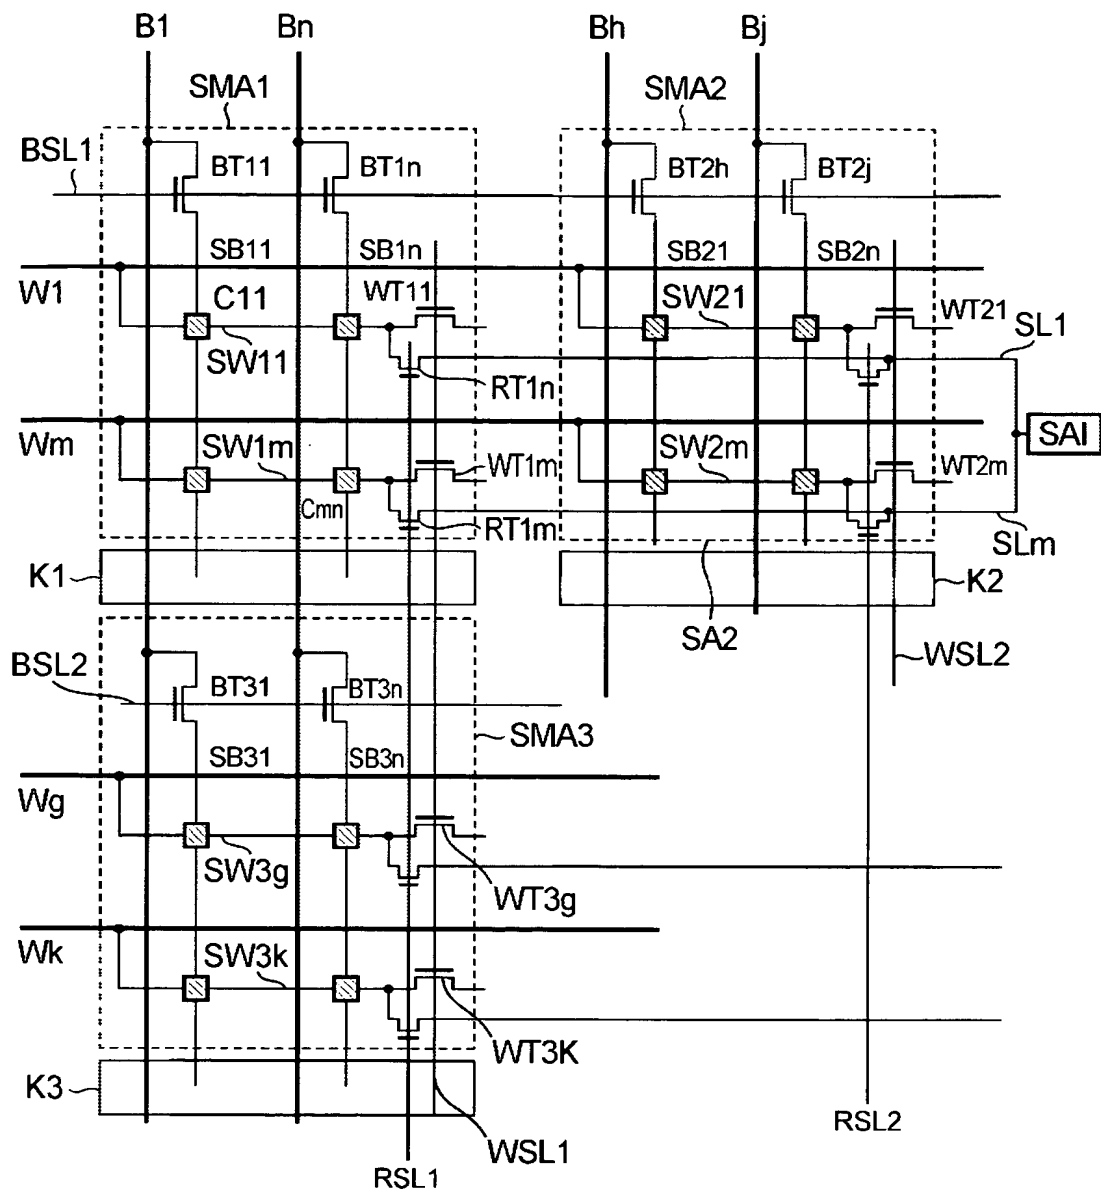 B1 Bn Bh Bj
SMA1 SMA2
BSL1 BT11 BT1n BT2h BT2j
SB11 SB1n SB21 SB2n
W1 C11 WT11 SW21 WT21 SL1
SW11 RT1n
Wm SW1m WT1m SW2m WT2m SAI
Cmn RT1m SLm
K1 K2
SA2 WSL2
BSL2 BT31 BT3n
SMA3
SB31 SB3n
Wg
SW3g WT3g
Wk SW3k
WT3K
K3
RSL2
WSL1
RSL1